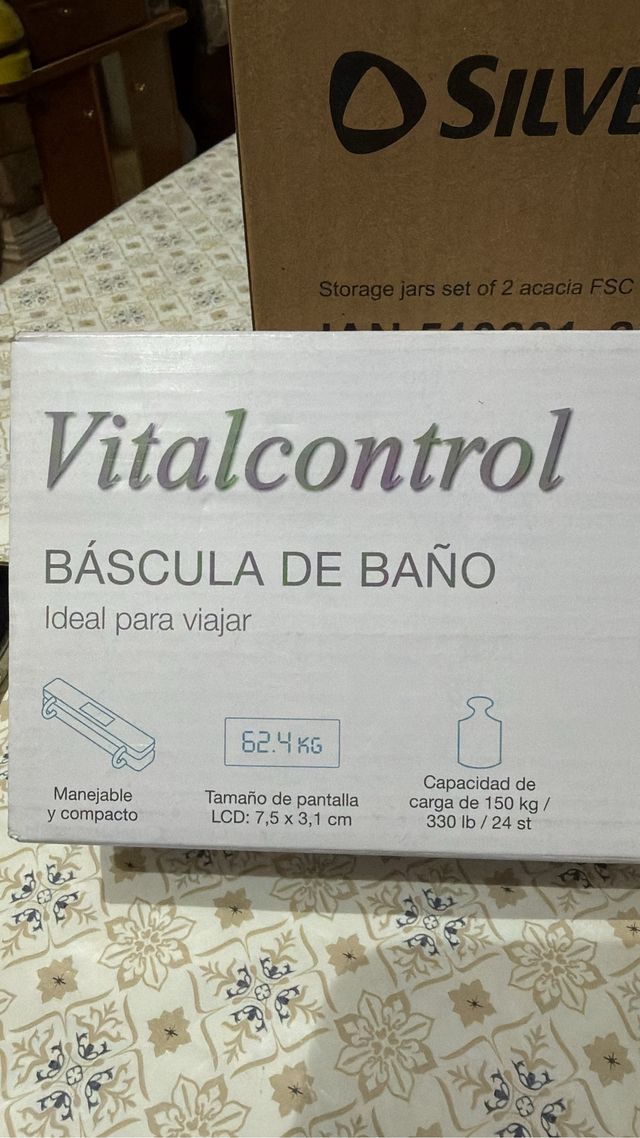 SILVE
Storage jars set of 2 acacia FSC
Vitalcontrol
BÁSCULA DE BAÑO
Ideal para viajar
62.4 KG
Manejable
y compacto
Tamaño de pantalla
LCD: 7,5 x 3,1 cm
Capacidad de
carga de 150 kg /
330 lb / 24 st